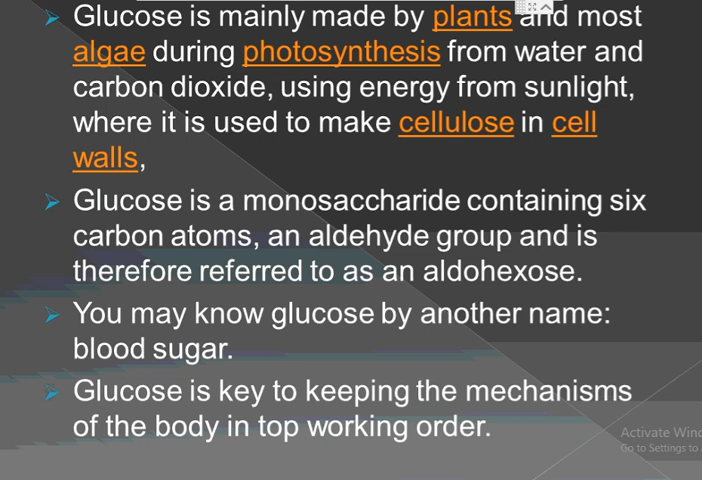 Glucose is mainly made by plants and most
algae during photosynthesis from water and
carbon dioxide, using energy from sunlight,
where it is used to make cellulose in cell
walls,
Glucose is a monosaccharide containing six
carbon atoms, an aldehyde group and is
therefore referred to as an aldohexose.
You may know glucose by another name:
blood sugar.
Glucose is key to keeping the mechanisms
of the body in top working order.
Activate Wind
Go to Settings to